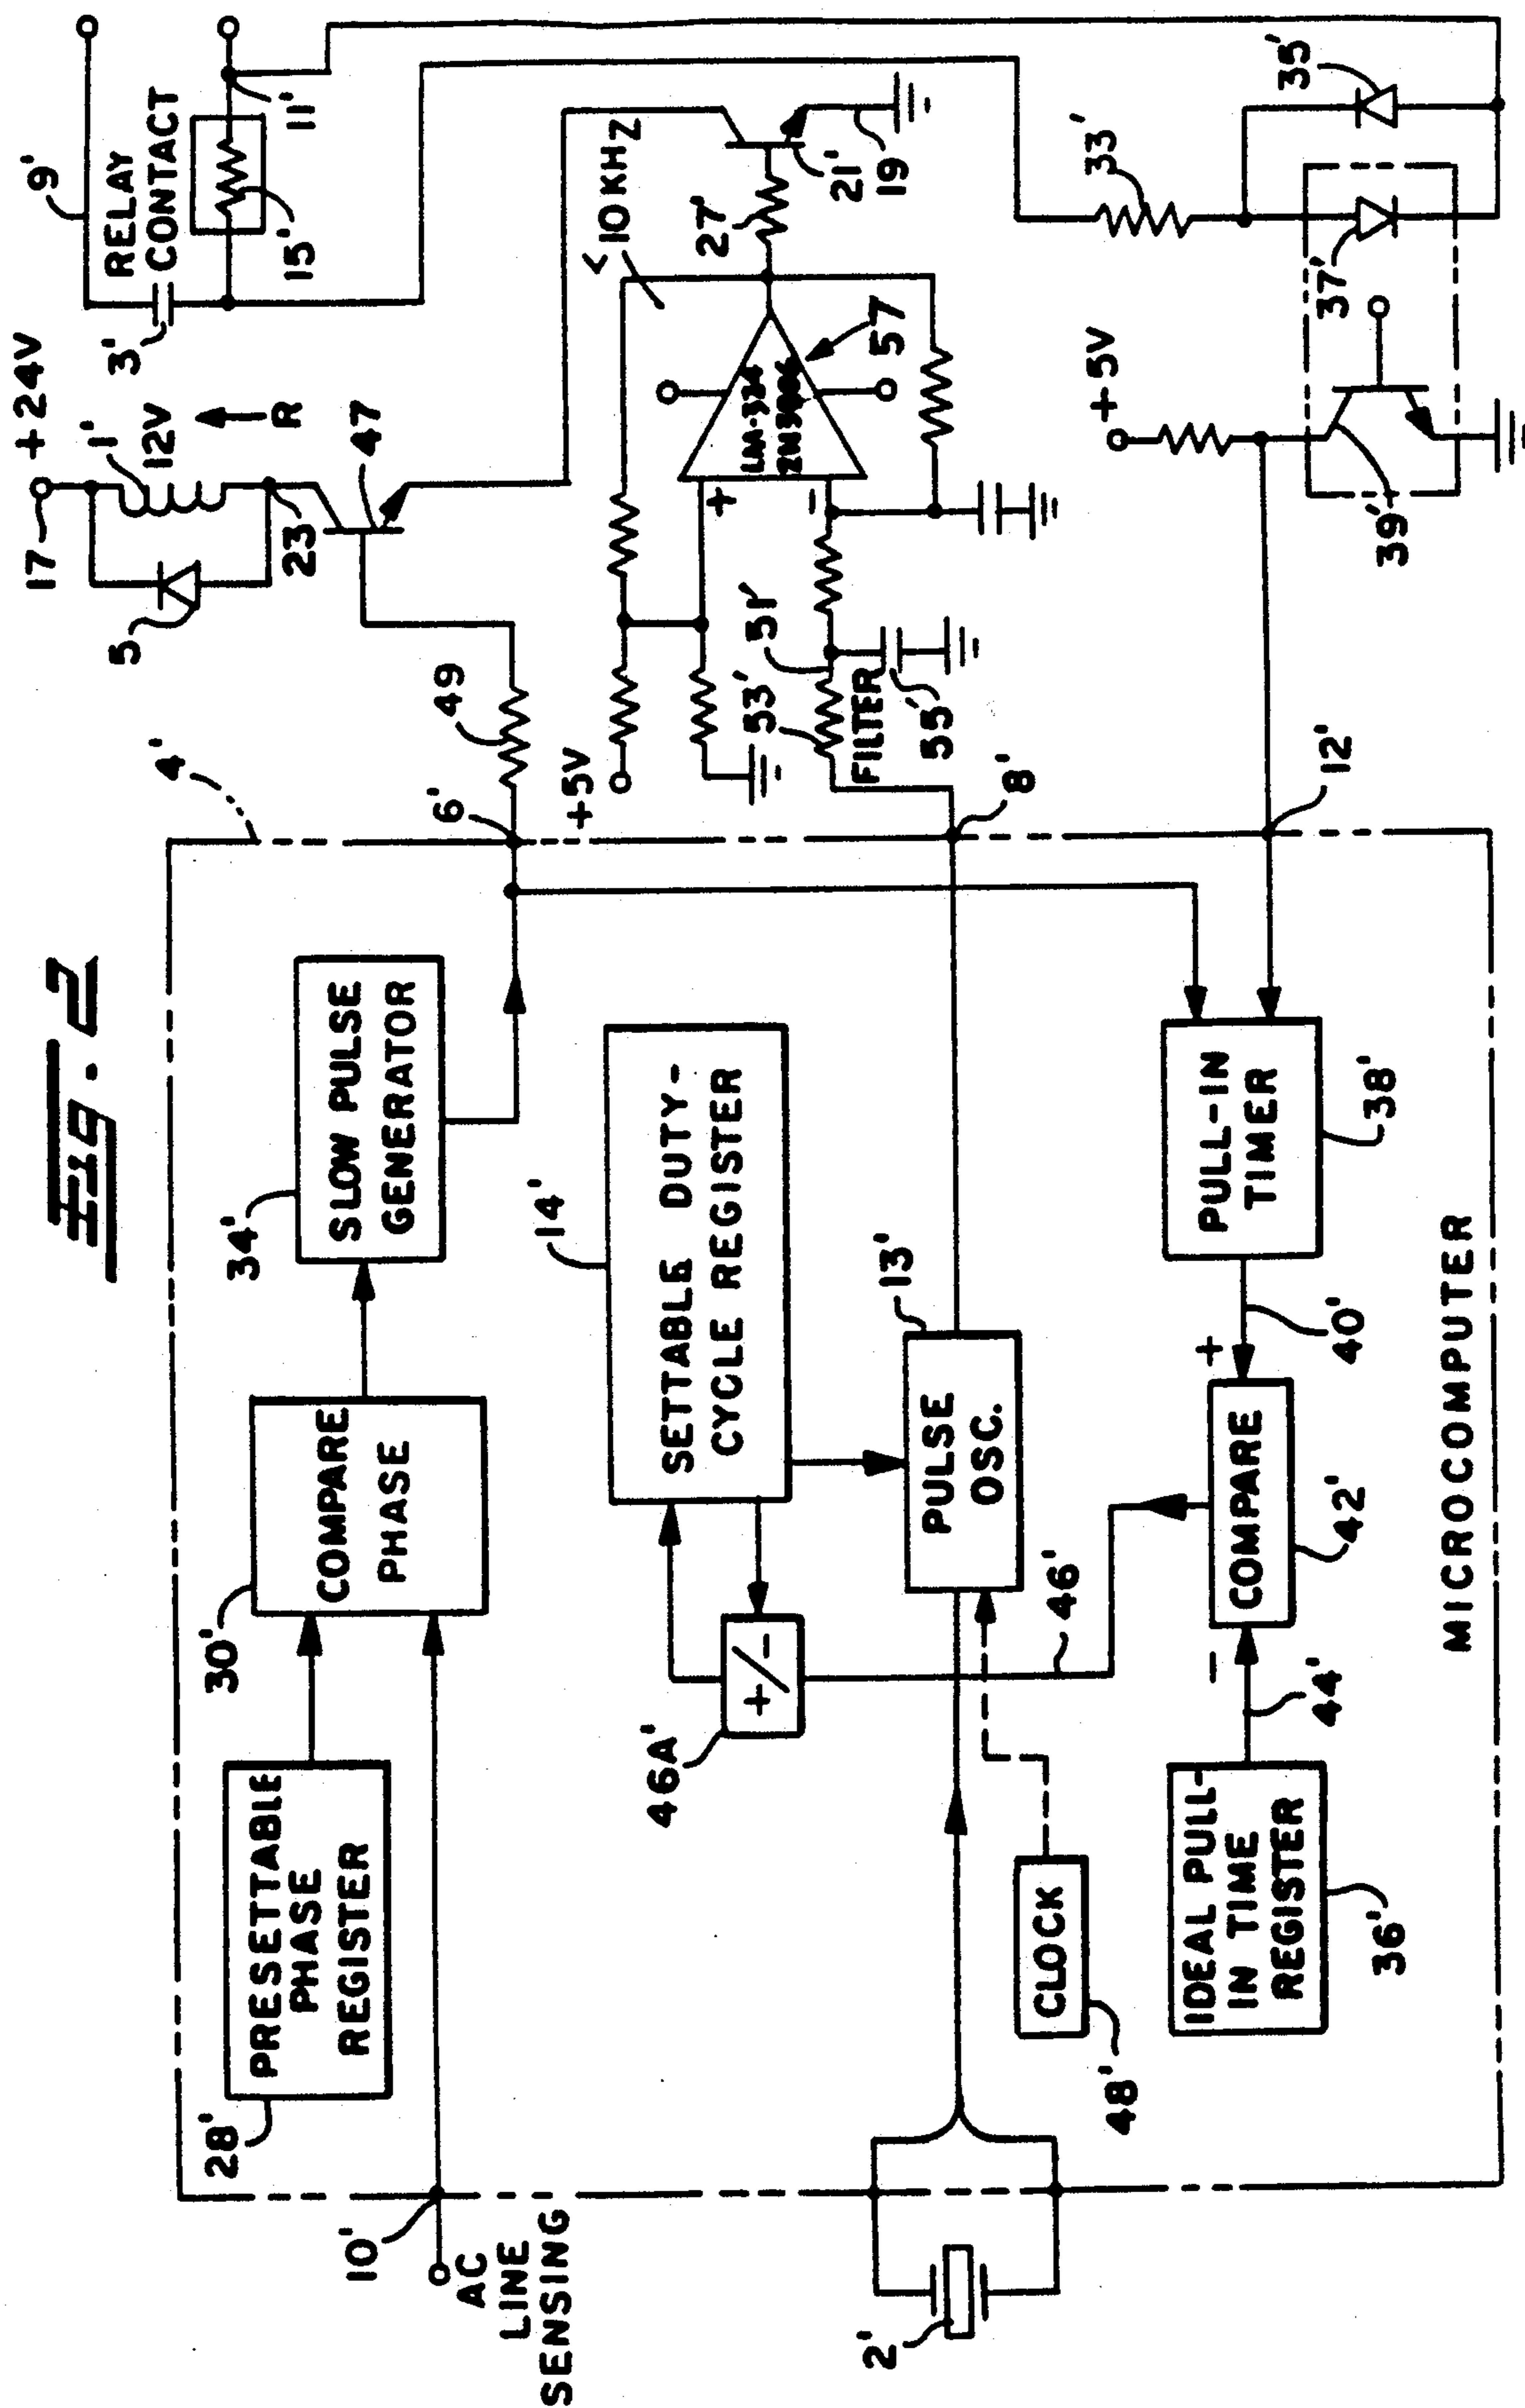 FIG. 2
4'
28'
PRESETTABLE
PHASE
REGISTER
30'
COMPARE
PHASE
34'
SLOW PULSE
GENERATOR
10'
AC
LINE
SENSING
14'
SETTABLE DUTY-
CYCLE REGISTER
46A'
+/-
13'
PULSE
OSC.
46'
2'
CLOCK
48'
IDEAL PULL-
IN TIME
REGISTER
36'
44'
-
COMPARE
42'
+
40'
PULL-IN
TIMER
38'
MICROCOMPUTER
6'
8'
12'
17
+24V
1'
12V
R
5
23
47
49
3'
RELAY
CONTACT
9'
15'
11'
+5V
53'
51'
FILTER
55'
+
-
LM-324
57
< 10 KHZ
27'
21'
19
+5V
39'
37'
33'
35'